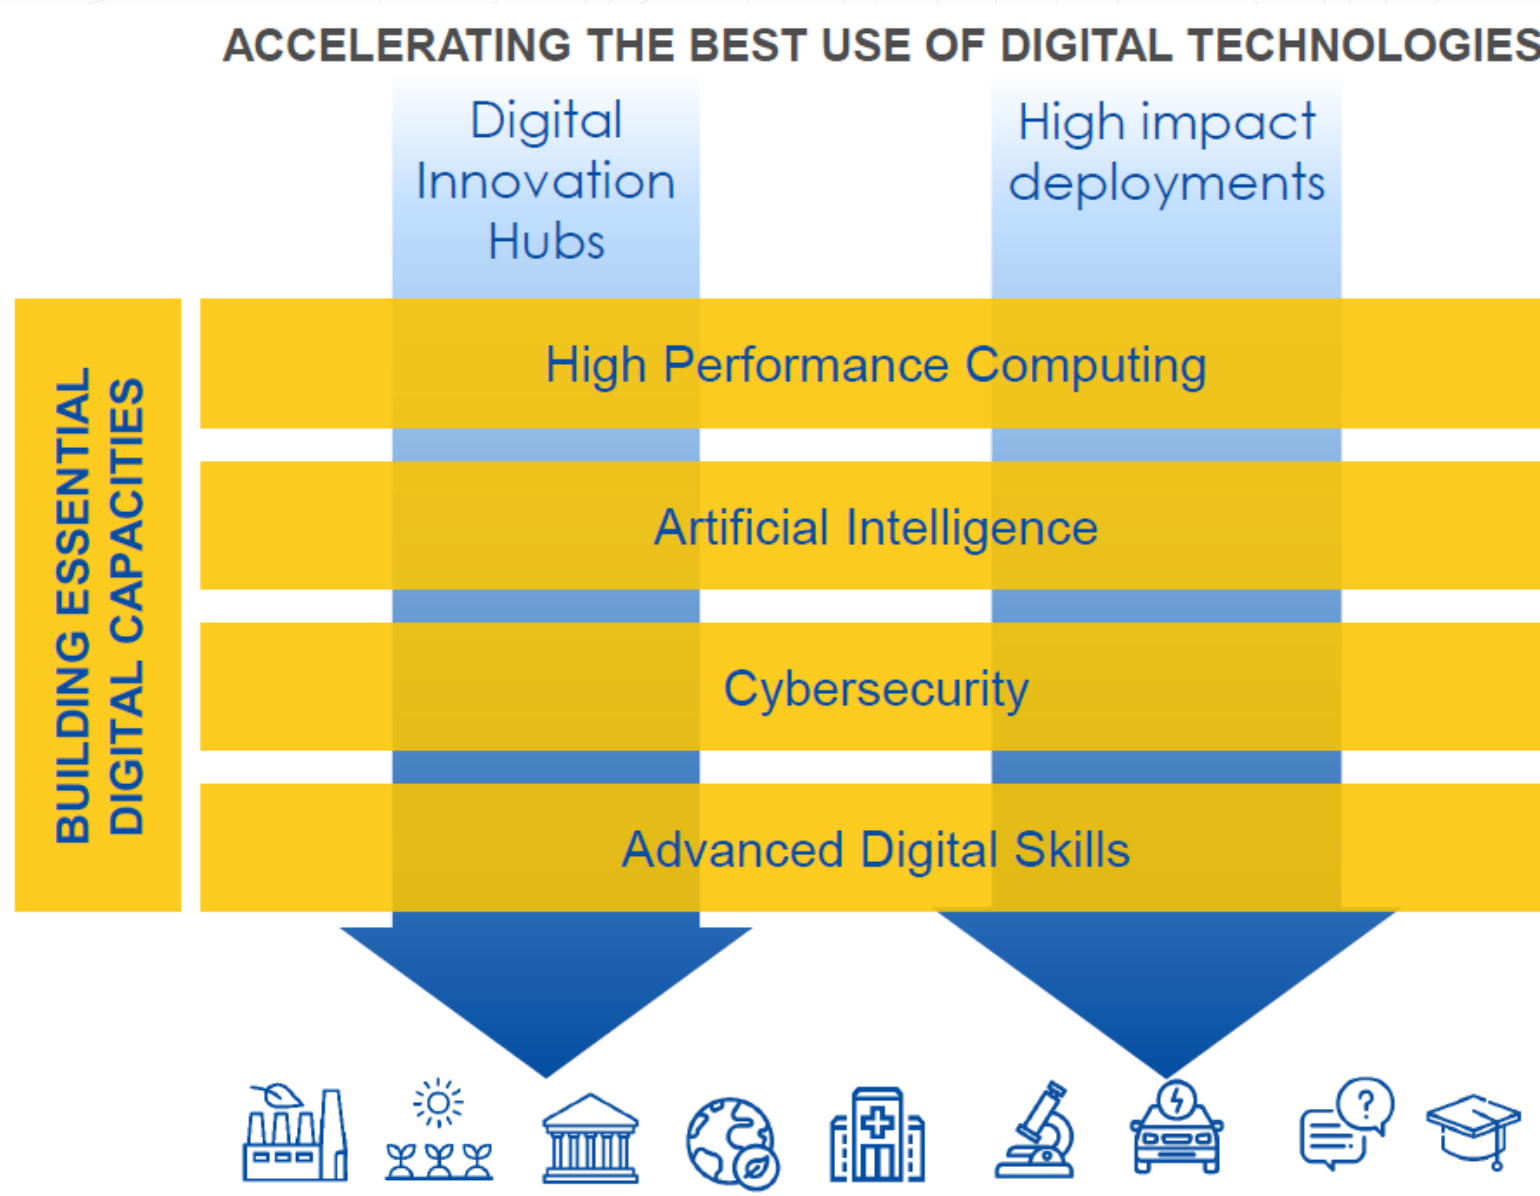 ACCELERATING THE BEST USE OF DIGITAL TECHNOLOGIES
Digital
Innovation
Hubs
High impact
deployments
BUILDING ESSENTIAL
DIGITAL CAPACITIES
High Performance Computing
Artificial Intelligence
Cybersecurity
Advanced Digital Skills
?